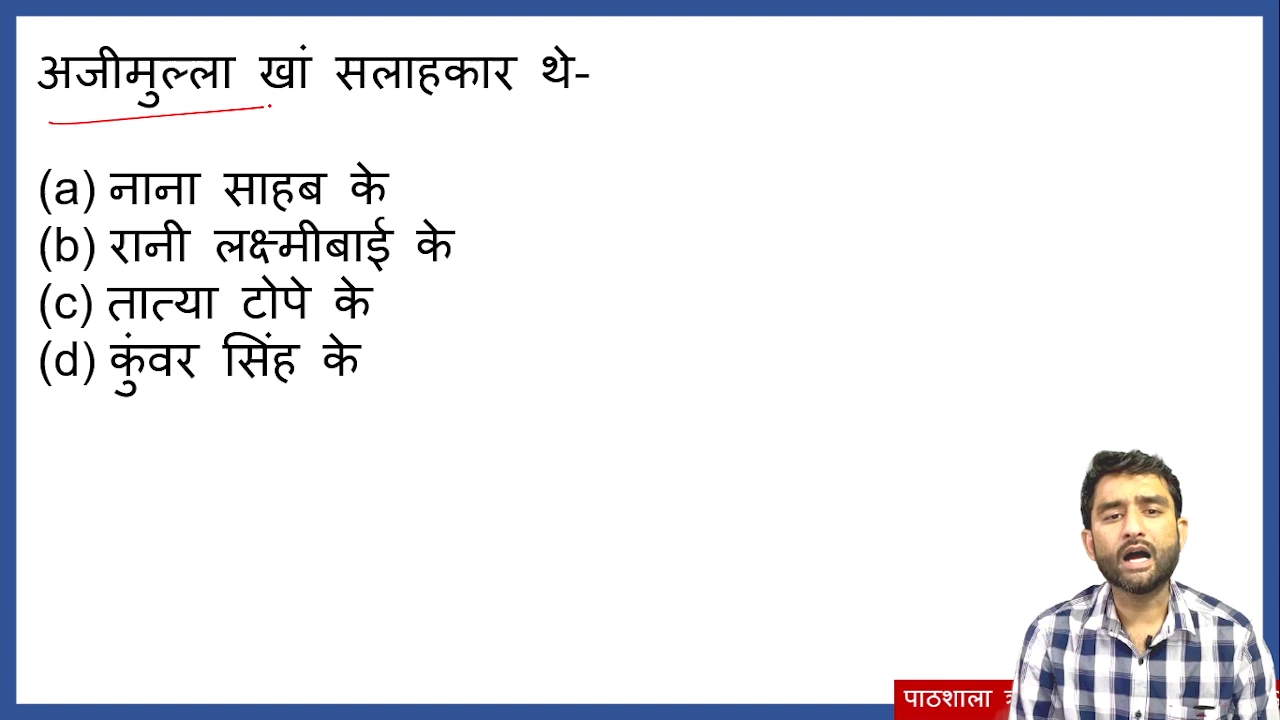 अजीमुल्ला खां सलाहकार थे-
(a) नाना साहब के
(b) रानी लक्ष्मीबाई के
(c) तात्या टोपे के
(d) कुंवर सिंह के
पाठशाला